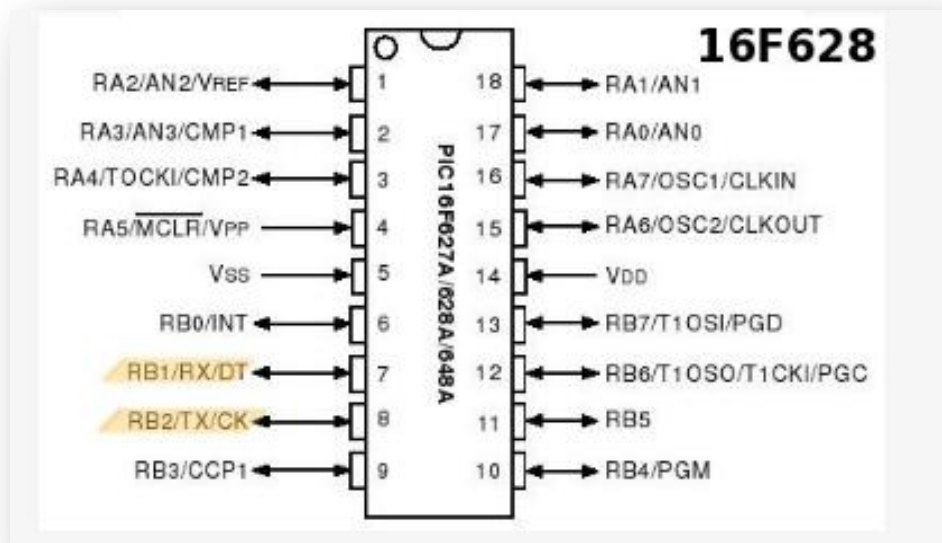 16F628
RA2/AN2/VREF 1 18 RA1/AN1
RA3/AN3/CMP1 2 17 RA0/AN0
RA4/TOCKI/CMP2 3 16 RA7/OSC1/CLKIN
RA5/MCLR/VPP 4 15 RA6/OSC2/CLKOUT
VSS 5 14 VDD
RB0/INT 6 13 RB7/T1OSI/PGD
RB1/RX/DT 7 12 RB6/T1OSO/T1CKI/PGC
RB2/TX/CK 8 11 RB5
RB3/CCP1 9 10 RB4/PGM
PIC16F627A/628A/648A